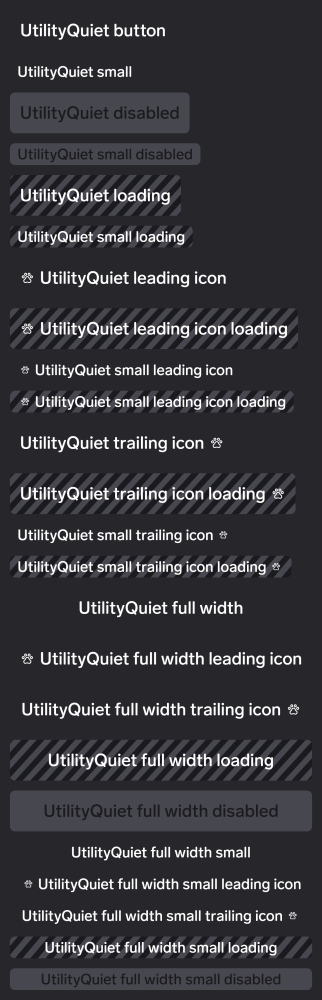 UtilityQuiet button
UtilityQuiet small
UtilityQuiet disabled
UtilityQuiet small disabled
UtilityQuiet loading
UtilityQuiet small loading
UtilityQuiet leading icon
UtilityQuiet leading icon loading
UtilityQuiet small leading icon
UtilityQuiet small leading icon loading
UtilityQuiet trailing icon
UtilityQuiet trailing icon loading
UtilityQuiet small trailing icon
UtilityQuiet small trailing icon loading
UtilityQuiet full width
UtilityQuiet full width leading icon
UtilityQuiet full width trailing icon
UtilityQuiet full width loading
UtilityQuiet full width disabled
UtilityQuiet full width small
UtilityQuiet full width small leading icon
UtilityQuiet full width small trailing icon
UtilityQuiet full width small loading
UtilityQuiet full width small disabled